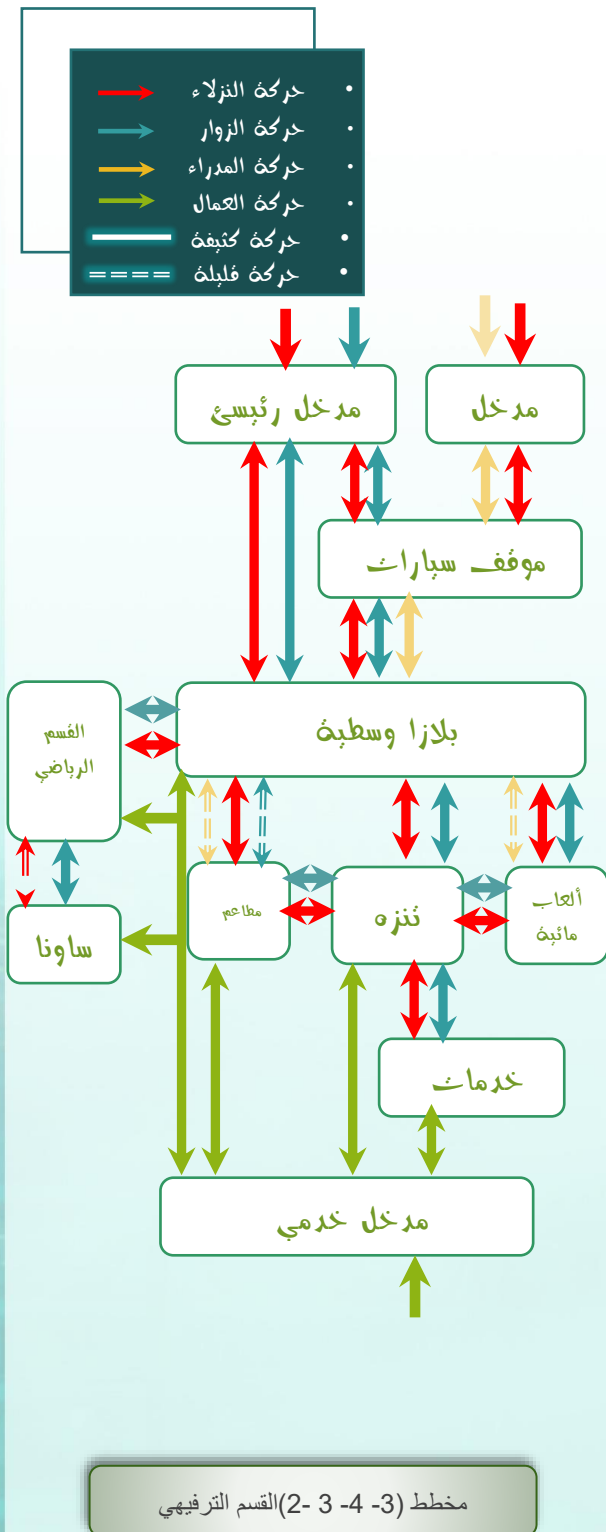 • حركة النزلاء
• حركة الزوار
• حركة المدراء
• حركة العمال
• حركة كثيفة
• حركة قليلة
مدخل رئيسي
مدخل
موقف سيارات
بلازا وسطية
القسم
الرياضي
مطاعم
تنزه
ألعاب
مائية
ساونا
خدمات
مدخل خدمي
مخطط (3- 4- 3 -2)القسم الترفيهي